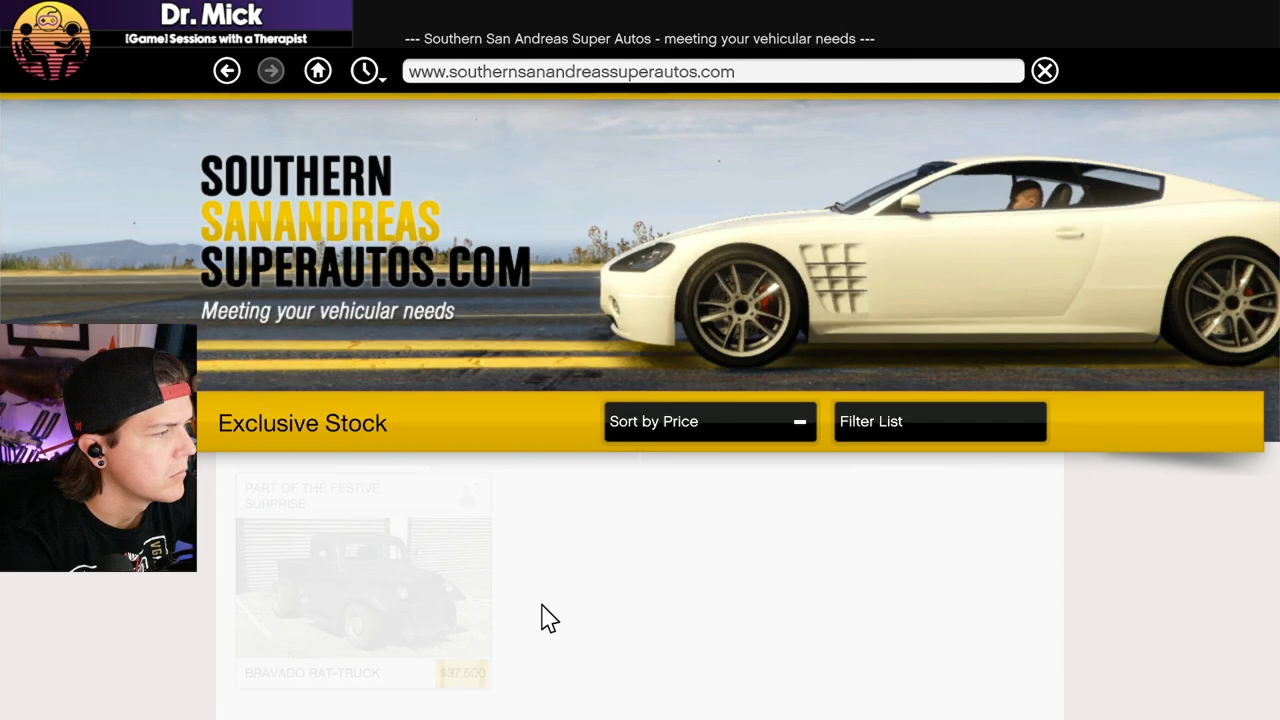 Dr. Mick
[Game] Sessions with a Therapist
--- Southern San Andreas Super Autos - meeting your vehicular needs ---
www.southernsanandreassuperautos.com
SOUTHERN
SANANDREAS
SUPERAUTOS.COM
Meeting your vehicular needs
Exclusive Stock
Sort by Price
Filter List
PART OF THE FESTIVE
SURPRISE
BRAVADO RAT-TRUCK
$37,500